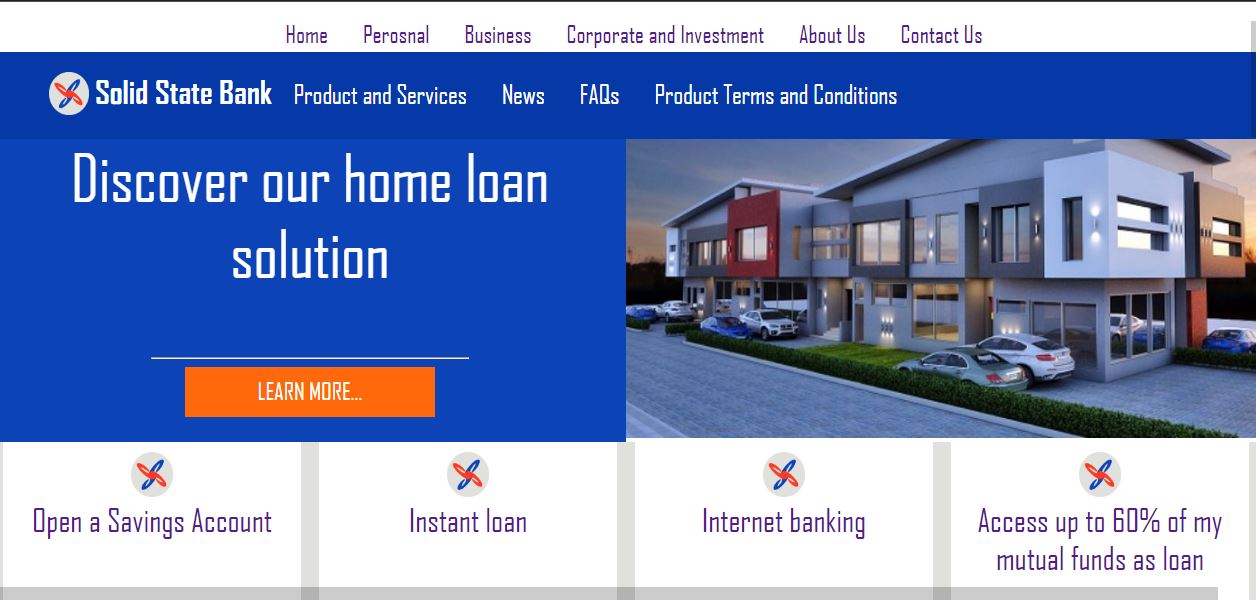 Home Perosnal Business Corporate and Investment About Us Contact Us
Solid State Bank Product and Services News FAQs Product Terms and Conditions
Discover our home loan
solution
LEARN MORE...
Open a Savings Account
Instant loan
Internet banking
Access up to 60% of my
mutual funds as loan